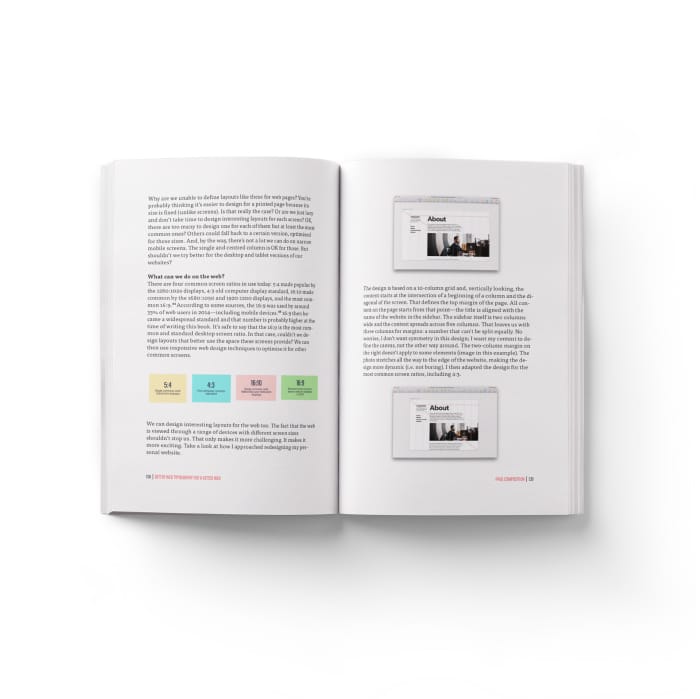 Why are we unable to define layouts like these for web pages? You're
probably thinking it's easier to design for a printed page because its
size is fixed (unlike screens). Is that really the case? Or are we just lazy
and don't take time to design interesting layouts for each screen? OK,
there are too many to design one for each of them but at least the most
common ones? Others could fall back to a certain version, optimised
for those sizes. And, by the way, there's not a lot we can do on narrow
mobile screens. The single and centred column is OK for those. But
shouldn't we try better for the desktop and tablet versions of our
websites?
What can we do on the web?
There are four common screen ratios in use today: 5:4 made popular by
the 1280×1020 displays, 4:3 old computer display standard, 16:10 made
common by the 1680×1050 and 1920×1200 displays, and the most com-
mon 16:9. According to some sources, the 16:9 was used by around
35% of web users in 2014—including mobile devices. 16:9 then be
came a widespread standard and that number is probably higher at the
time of writing this book. It's safe to say that the 16:9 is the most com-
mon and standard desktop screen ratio. In that case, couldn't we de-
sign layouts that better use the space these screens provide? We can
then use responsive web design techniques to optimise it for other
common screens.
5:4
4:3
16:10
16:9
We can design interesting layouts for the web too. The fact that the web
is viewed through a range of devices with different screen sizes
shouldn't stop us. That only makes it more challenging. It makes it
more exciting. Take a look at how I approached redesigning my per-
sonal website.
BETTER WEB TYPOGRAPHY FOR A BETTER WEB
About
The design is based on a 10-column grid and, vertically looking, the
content starts at the intersection of a beginning of a column and the di-
agonal of the screen. That defines the top margin of the page. All con-
tent on the page starts from that point—the title is aligned with the
name of the website in the sidebar. The sidebar itself is two columns
wide and the content spreads across five columns. That leaves us with
three columns for margins: a number that can't be split equally. No
worries, I don't want symmetry in this design; I want my content to de-
fine the canvas, not the other way around. The two-column margin on
the right doesn't apply to some elements (image in this example). The
photo stretches all way to the edge of the website, making the de-
sign more dynamic (i.e. not boring). I then adapted the design for the
most common screen ratios, including 4:3.
About
PAGE COMPOSITION